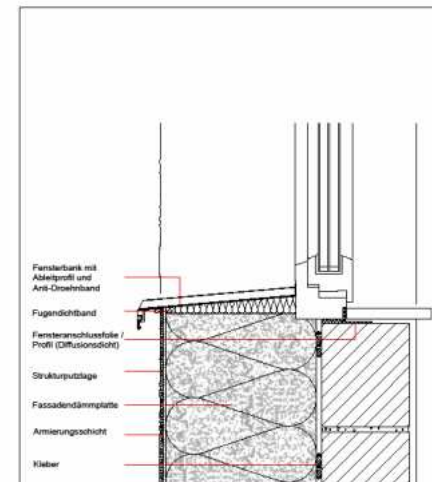 Fensterbank mit
Ableitprofil und
Anti-Droehnband
Fugendichtband
Fensteranschlussfolie /
Profil (Diffusionsdicht)
Strukturputzlage
Fassadendämmplatte
Armierungsschicht
Kleber